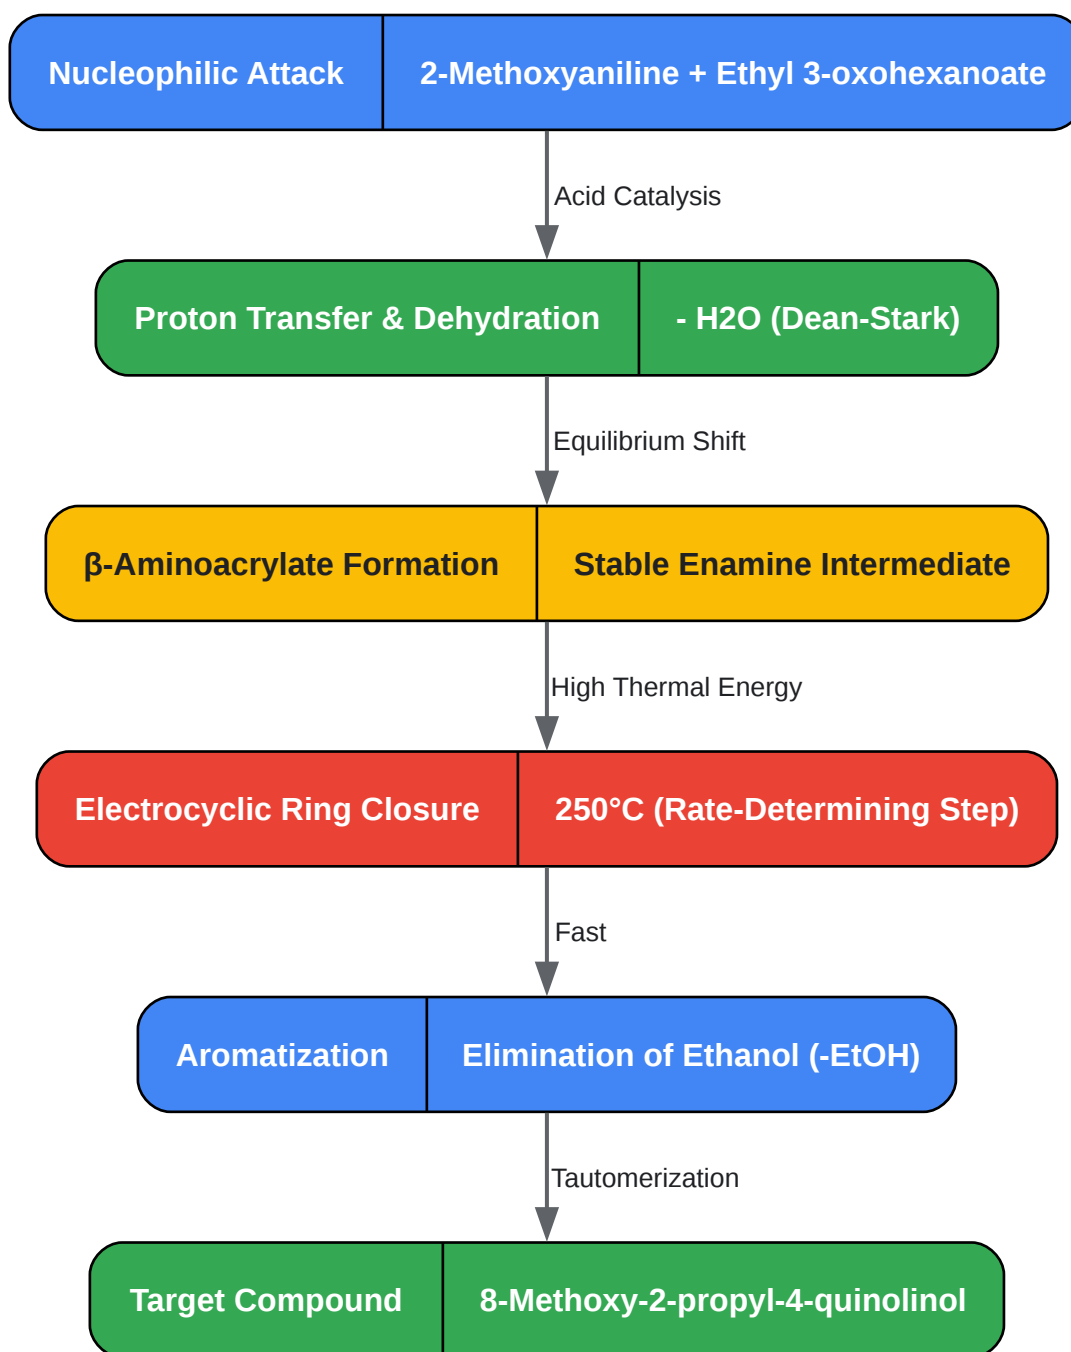 Nucleophilic Attack 2-Methoxyaniline + Ethyl 3-oxohexanoate
Acid Catalysis
Proton Transfer & Dehydration - H2O (Dean-Stark)
Equilibrium Shift
β-Aminoacrylate Formation Stable Enamine Intermediate
High Thermal Energy
Electrocyclic Ring Closure 250°C (Rate-Determining Step)
Fast
Aromatization Elimination of Ethanol (-EtOH)
Tautomerization
Target Compound 8-Methoxy-2-propyl-4-quinolinol